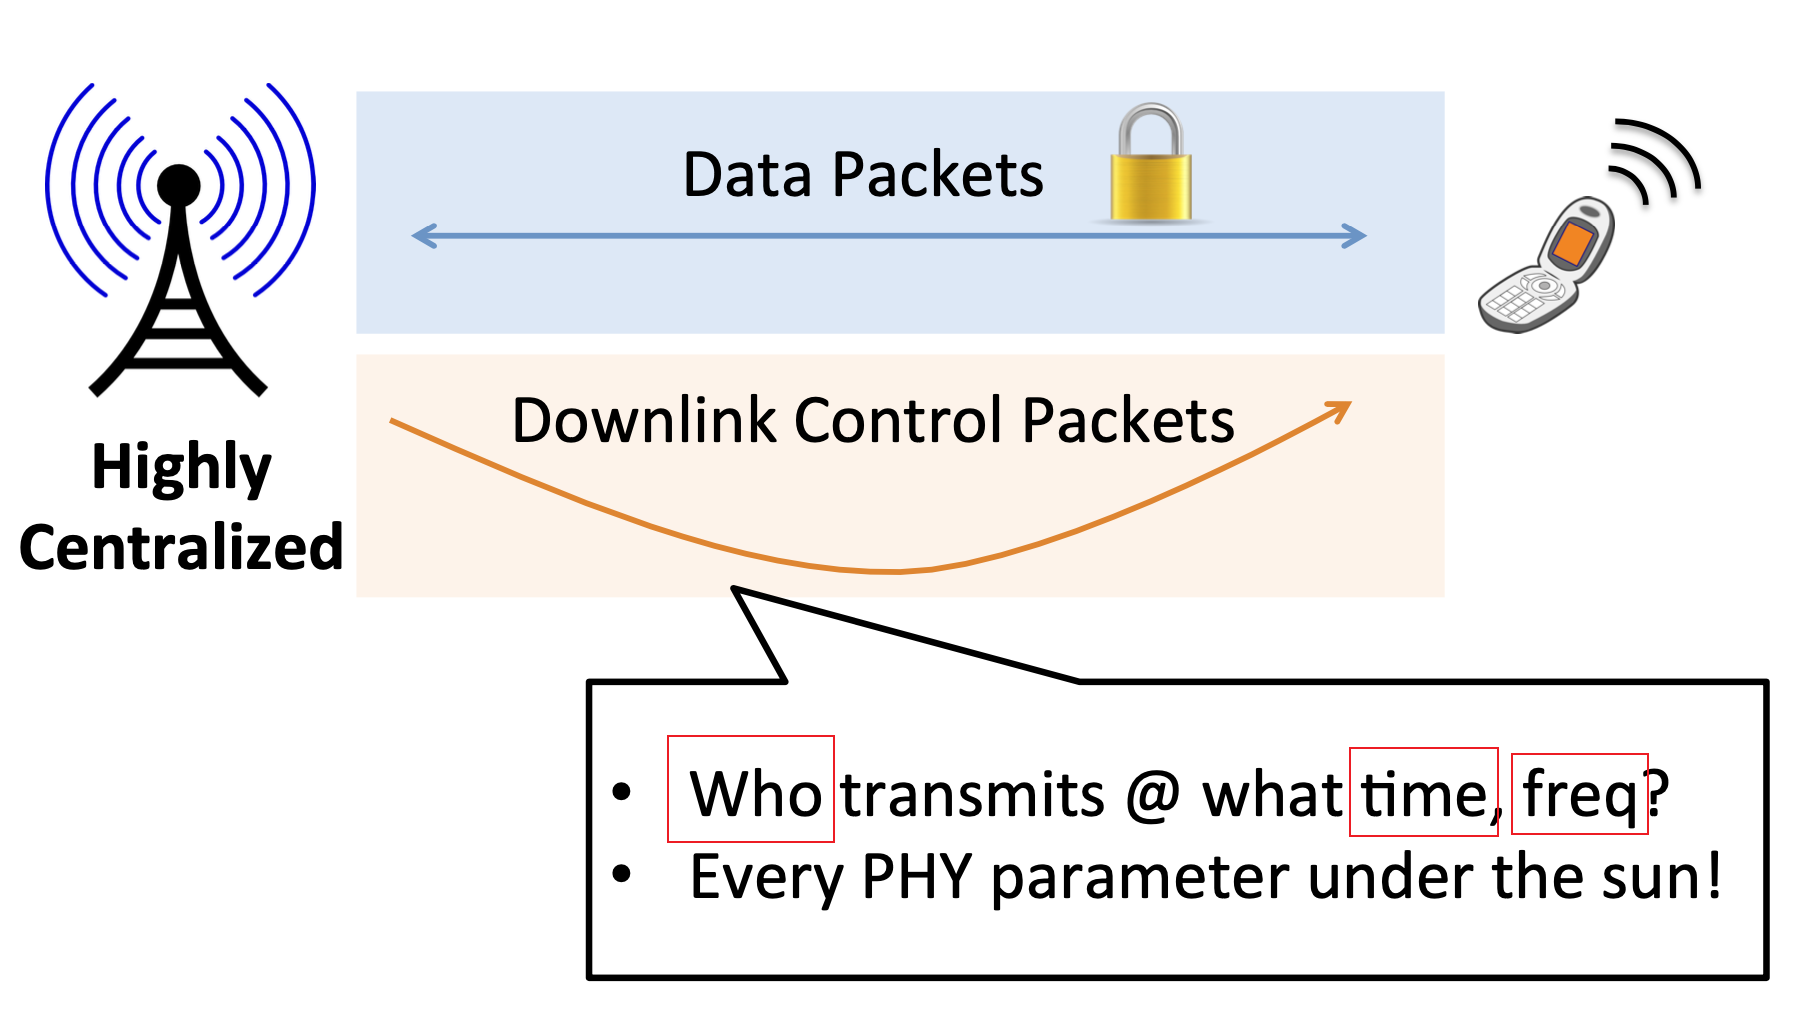 Data Packets
Downlink Control Packets
Highly
Centralized
• Who transmits @ what time, freq?
• Every PHY parameter under the sun!